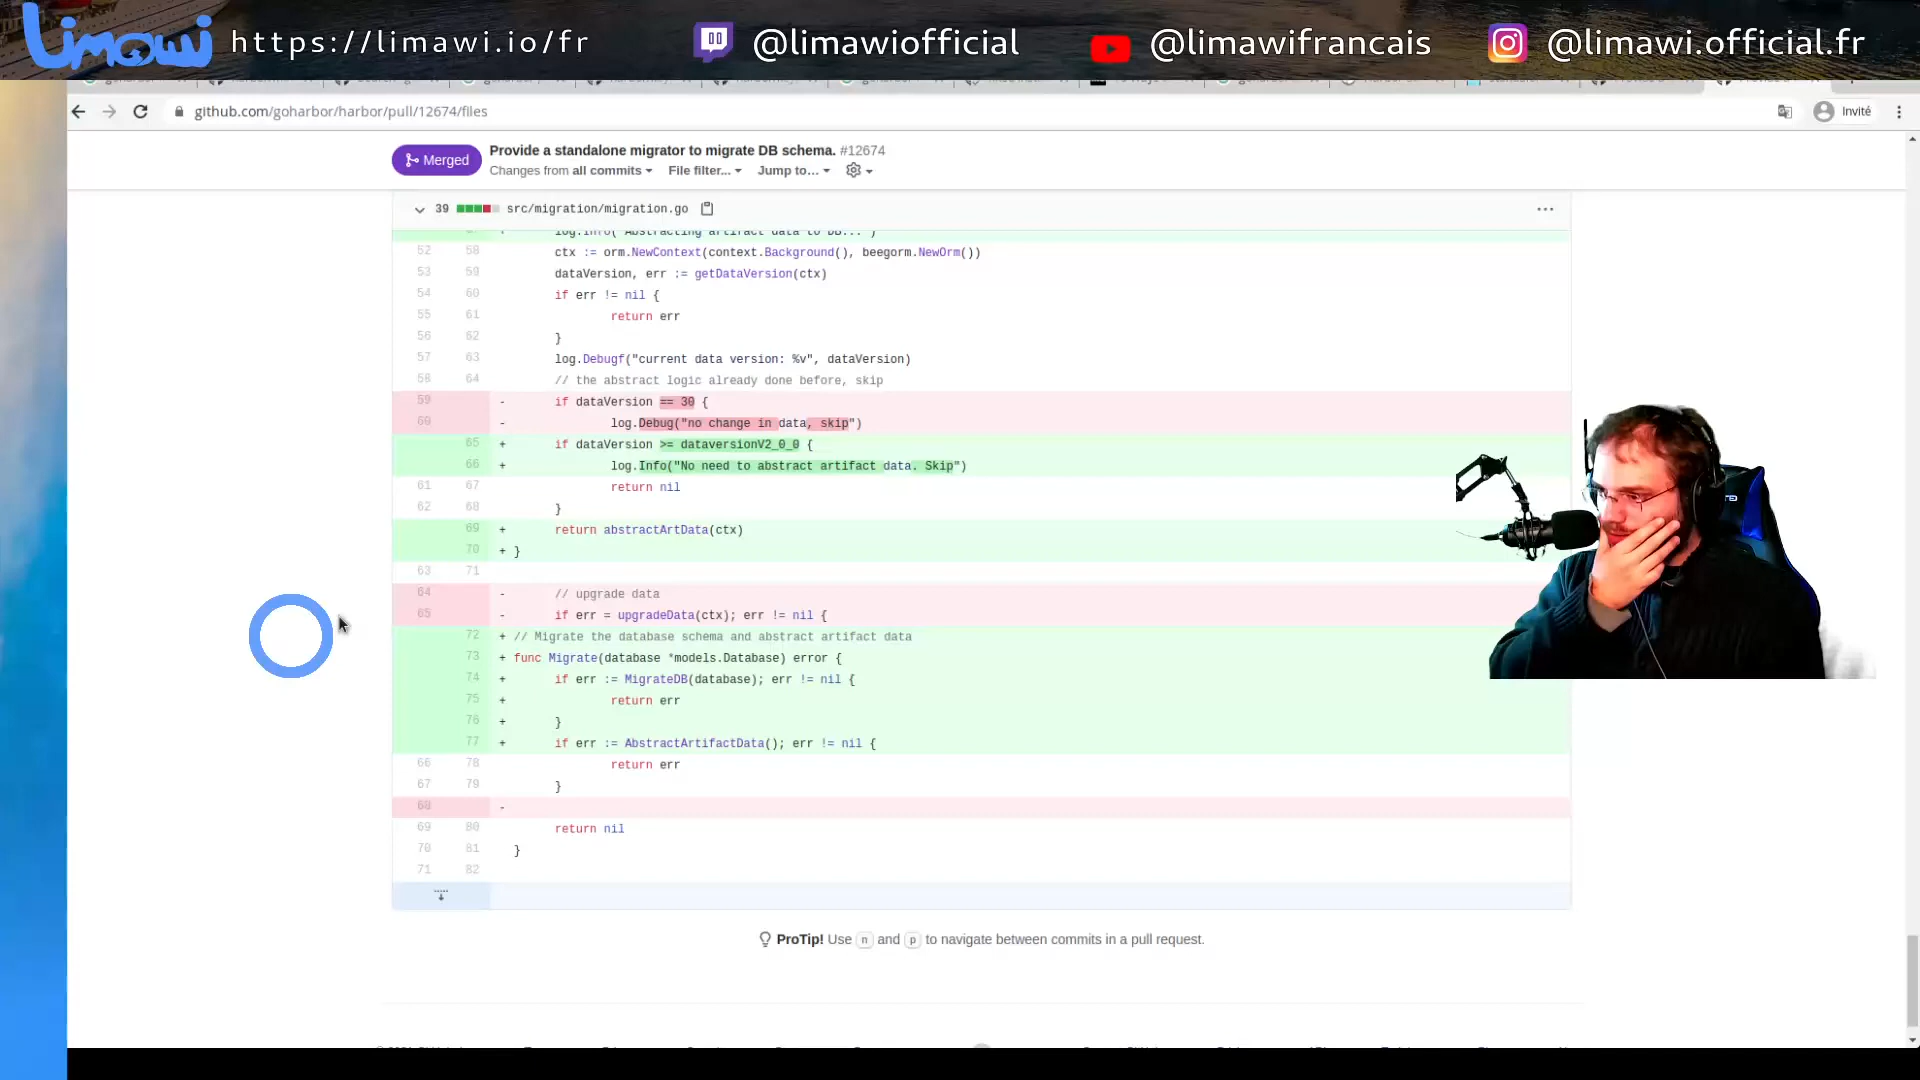 Limawi https://limawi.io/fr @limawiofficial @limawifrancais @limawi.official.fr
github.com/goharbor/harbor/pull/12674/files Invité
Merged Provide a standalone migrator to migrate DB schema. #12674
Changes from all commits File filter... Jump to...
39 src/migration/migration.go
log.Info("Abstracting artifact data to DB...")
52 58 ctx := orm.NewContext(context.Background(), beegorm.NewOrm())
53 59 dataVersion, err := getDataVersion(ctx)
54 60 if err != nil {
55 61 return err
56 62 }
57 63 log.Debugf("current data version: %v", dataVersion)
58 64 // the abstract logic already done before, skip
59 - if dataVersion == 30 {
60 - log.Debug("no change in data, skip")
65 + if dataVersion >= dataversionV2_0_0 {
66 + log.Info("No need to abstract artifact data. Skip")
61 67 return nil
62 68 }
69 + return abstractArtData(ctx)
70 + }
63 71
64 - // upgrade data
65 - if err = upgradeData(ctx); err != nil {
72 + // Migrate the database schema and abstract artifact data
73 + func Migrate(database *models.Database) error {
74 + if err := MigrateDB(database); err != nil {
75 + return err
76 + }
77 + if err := AbstractArtifactData(); err != nil {
66 78 return err
67 79 }
68 -
69 80 return nil
70 81 }
71 82
ProTip! Use n and p to navigate between commits in a pull request.